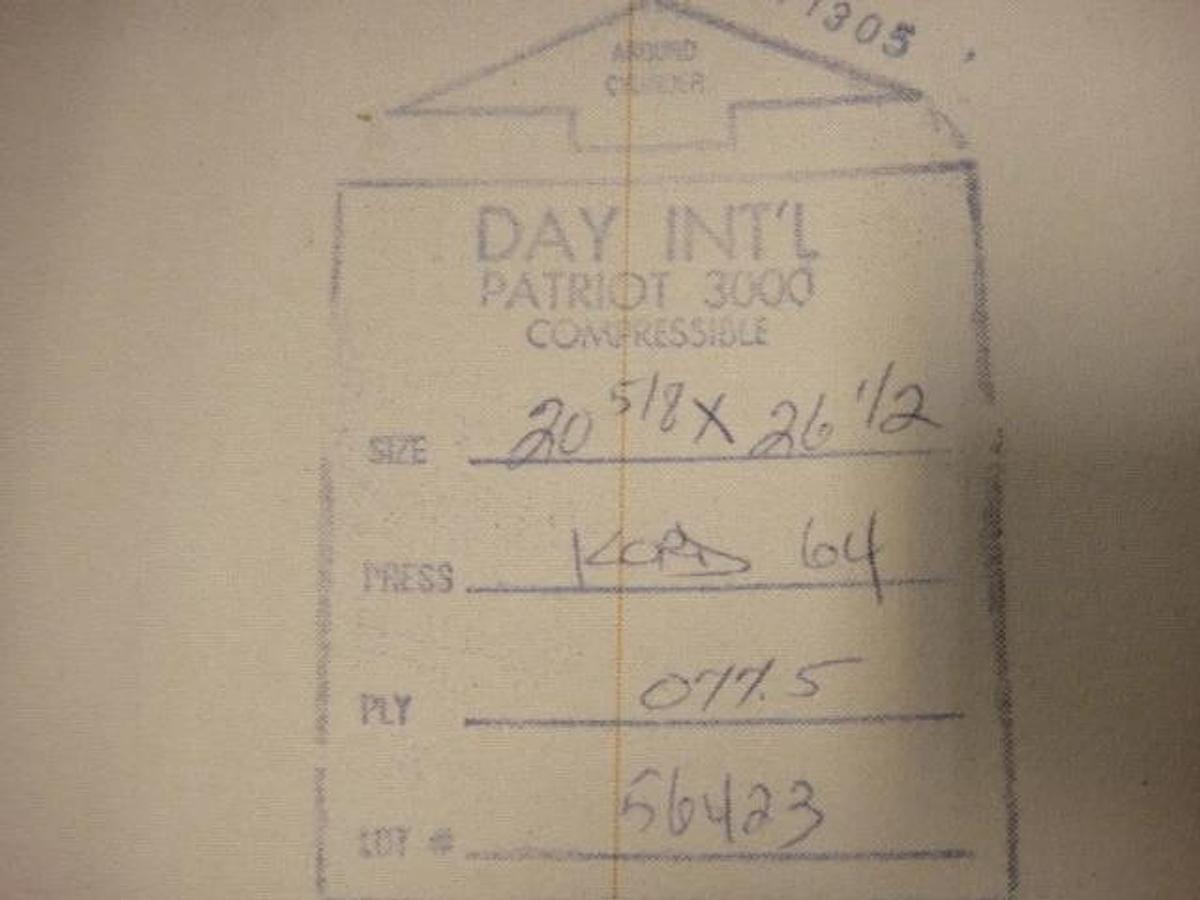 1305
AROUND
CYLINDER
DAY INT'L
PATRIOT 3000
COMPRESSIBLE
SIZE 20 5/8 X 26 1/2
PRESS KORD 64
PLY 077.5
LOT # 56423